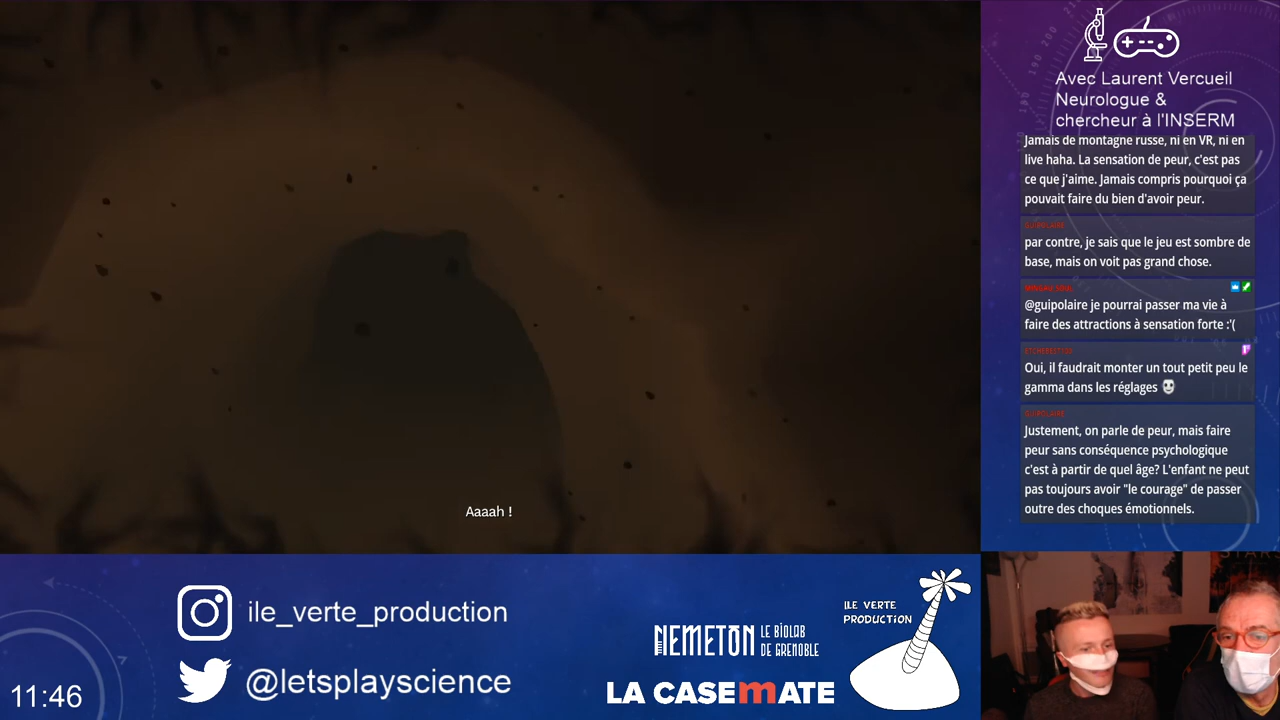 Aaaah !
Avec Laurent Vercueil
Neurologue &
chercheur à l'INSERM
Jamais de montagne russe, ni en VR, ni en
live haha. La sensation de peur, c'est pas
ce que j'aime. Jamais compris pourquoi ça
pouvait faire du bien d'avoir peur.
GUIPOLAIRE
par contre, je sais que le jeu est sombre de
base, mais on voit pas grand chose.
@guipolaire je pourrai passer ma vie à
faire des attractions à sensation forte :'(
Oui, il faudrait monter un tout petit peu le
gamma dans les réglages
GUIPOLAIRE
Justement, on parle de peur, mais faire
peur sans conséquence psychologique
c'est à partir de quel âge? L'enfant ne peut
pas toujours avoir "le courage" de passer
outre des choques émotionnels.
ile_verte_production
@letsplayscience
11:46
NEMETON LE BIOLAB
DE GRENOBLE
LA CASEMATE
ILE VERTE
PRODUCTION